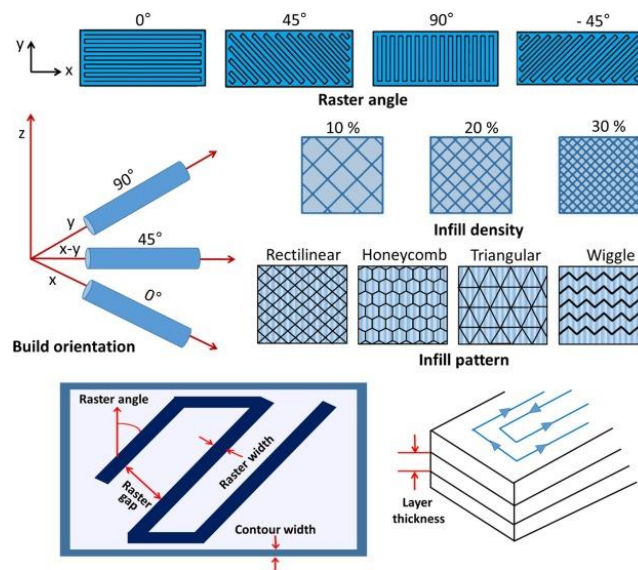 0° 45° 90° - 45°
y
x
Raster angle
z
90°
y
45°
x-y
x
0°
Build orientation
10 % 20 % 30 %
Infill density
Rectilinear Honeycomb Triangular Wiggle
Infill pattern
Raster angle
Raster width
Raster
gap
Contour width
Layer
thickness